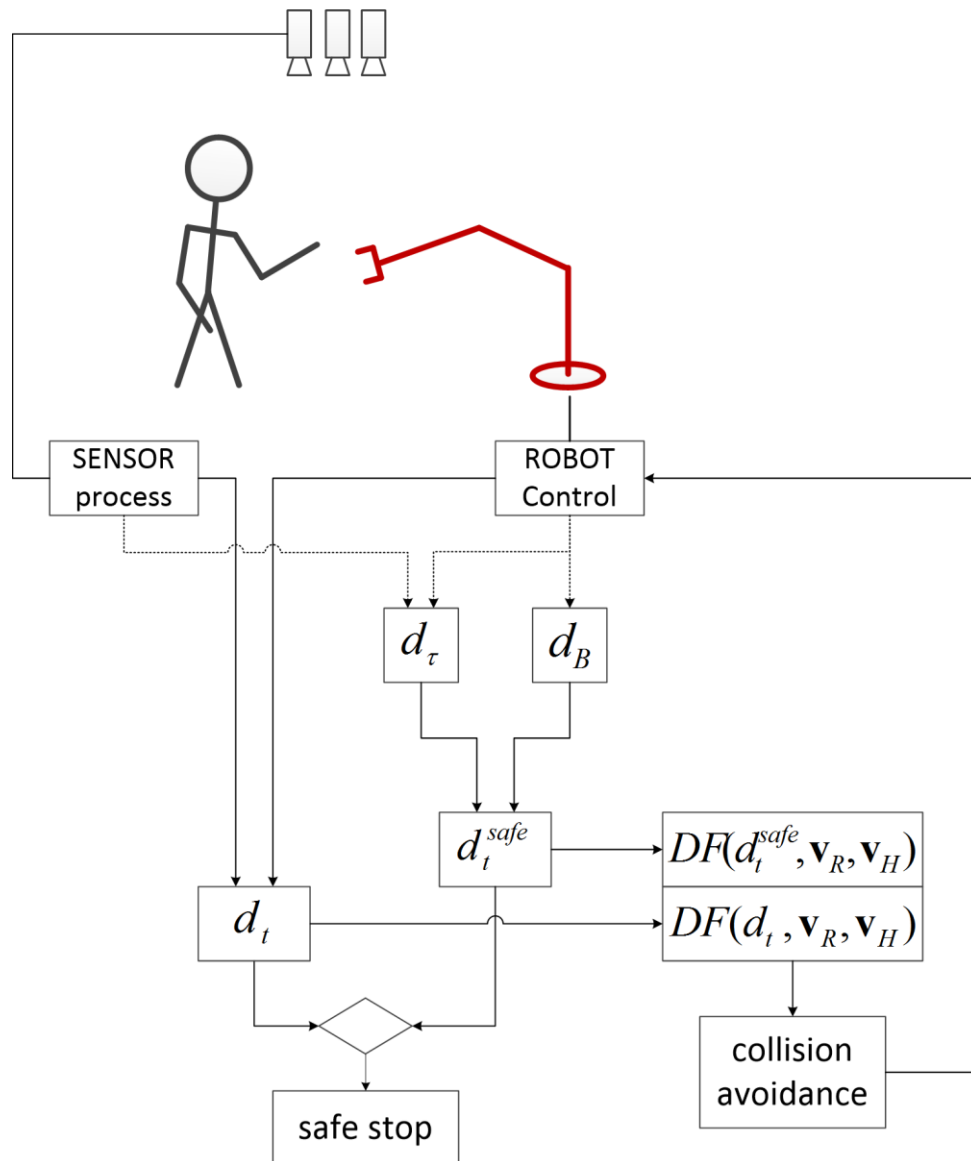 SENSOR
process
ROBOT
Control
d_τ
d_B
d_t^{safe}
DF(d_t^{safe}, v_R, v_H)
d_t
DF(d_t, v_R, v_H)
collision
avoidance
safe stop